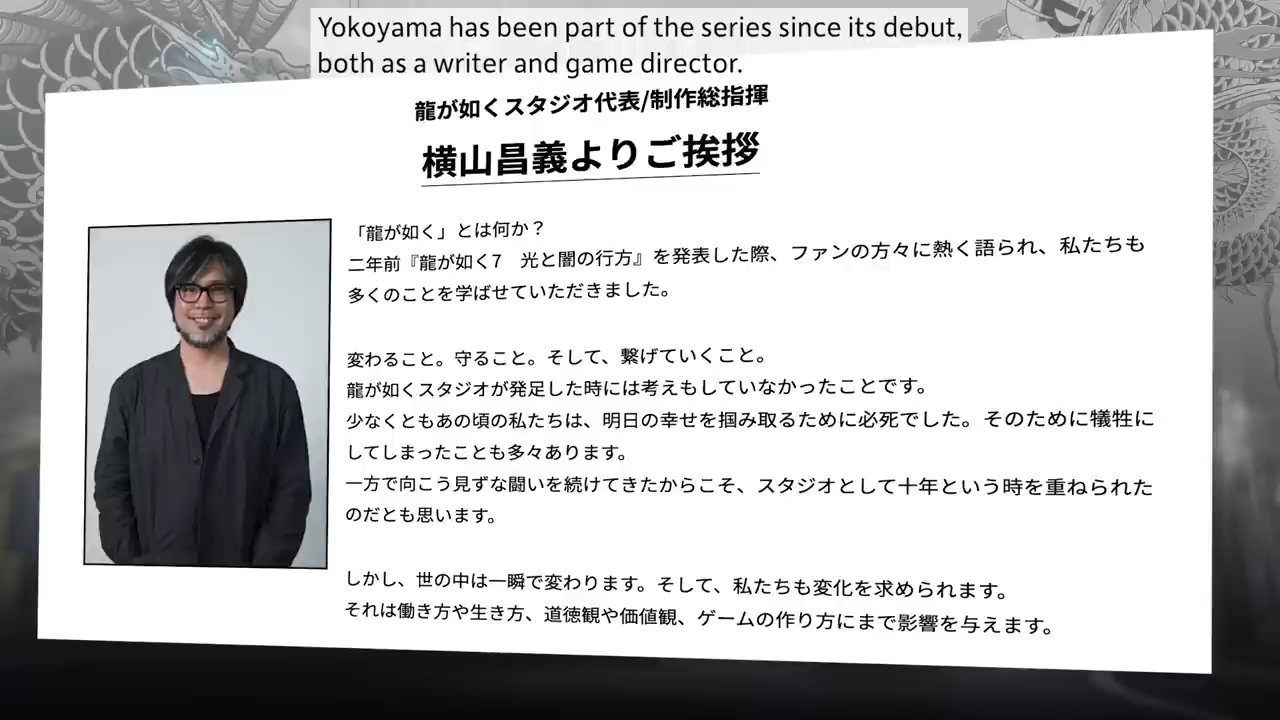 Yokoyama has been part of the series since its debut,
both as a writer and game director.
龍が如くスタジオ代表/制作総指揮
横山昌義よりご挨拶
「龍が如く」とは何か？
二年前『龍が如く7　光と闇の行方』を発表した際、ファンの方々に熱く語られ、私たちも
多くのことを学ばせていただきました。
変わること。守ること。そして、繋げていくこと。
龍が如くスタジオが発足した時には考えもしていなかったことです。
少なくともあの頃の私たちは、明日の幸せを掴み取るために必死でした。そのために犠牲に
してしまったことも多々あります。
一方で向こう見ずな闘いを続けてきたからこそ、スタジオとして十年という時を重ねられた
のだとも思います。
しかし、世の中は一瞬で変わります。そして、私たちも変化を求められます。
それは働き方や生き方、道徳観や価値観、ゲームの作り方にまで影響を与えます。